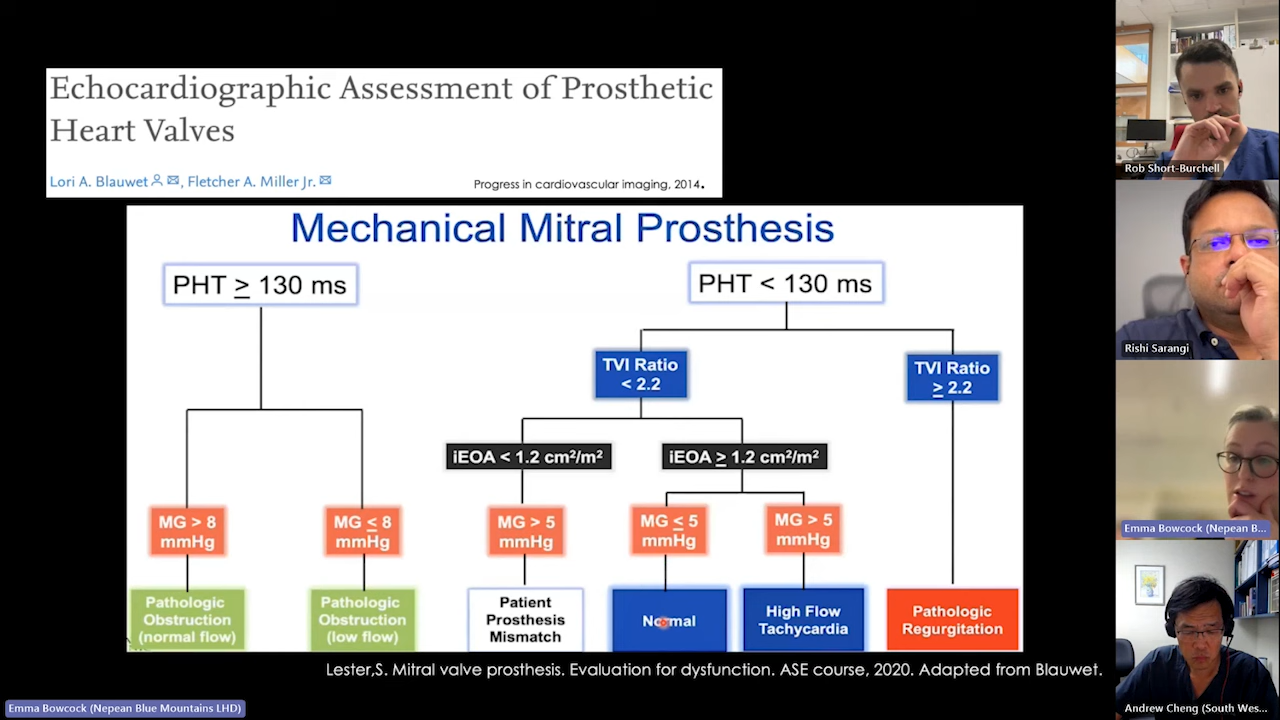 Echocardiographic Assessment of Prosthetic
Heart Valves
Lori A. Blauwet, Fletcher A. Miller Jr.
Progress in cardiovascular imaging, 2014.
Mechanical Mitral Prosthesis
PHT ≥ 130 ms
PHT < 130 ms
TVI Ratio
< 2.2
TVI Ratio
≥ 2.2
iEOA < 1.2 cm²/m²
iEOA ≥ 1.2 cm²/m²
MG > 8
mmHg
MG ≤ 8
mmHg
MG > 5
mmHg
MG ≤ 5
mmHg
MG > 5
mmHg
Pathologic
Obstruction
(normal flow)
Pathologic
Obstruction
(low flow)
Patient
Prosthesis
Mismatch
Normal
High Flow
Tachycardia
Pathologic
Regurgitation
Lester,S. Mitral valve prosthesis. Evaluation for dysfunction. ASE course, 2020. Adapted from Blauwet.
Emma Bowcock (Nepean Blue Mountains LHD)
Rob Short-Burchell
Rishi Sarangi
Emma Bowcock (Nepean B...
Andrew Cheng (South Wes...